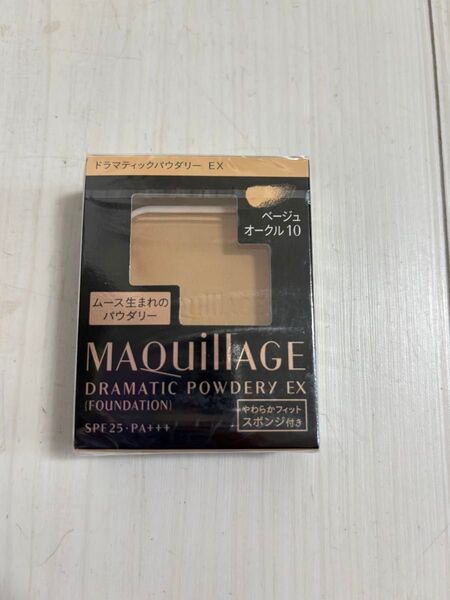 ドラマティックパウダリー EX
ベージュ
オークル10
ムース生まれの
パウダリー
MAQuillAGE
DRAMATIC POWDERY EX
(FOUNDATION)
SPF25・PA+++
やわらかフィット
スポンジ付き